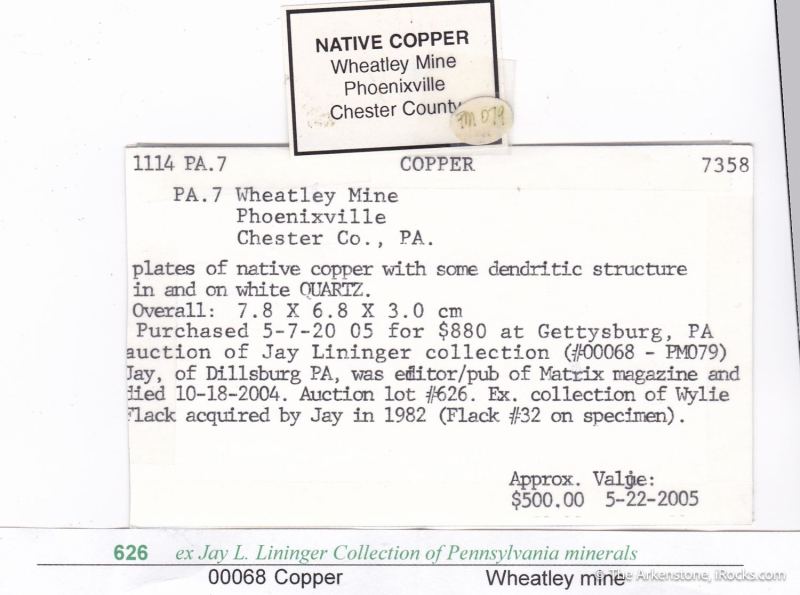 NATIVE COPPER
Wheatley Mine
Phoenixville
Chester County
PM 079
1114 PA.7 COPPER 7358
PA.7 Wheatley Mine
Phoenixville
Chester Co., PA.
plates of native copper with some dendritic structure
in and on white QUARTZ.
Overall: 7.8 X 6.8 X 3.0 cm
Purchased 5-7-20 05 for $880 at Gettysburg, PA
auction of Jay Lininger collection (#00068 - PM079)
Jay, of Dillsburg PA, was editor/pub of Matrix magazine and
died 10-18-2004. Auction lot #626. Ex. collection of Wylie
Flack acquired by Jay in 1982 (Flack #32 on specimen).
Approx. Value:
$500.00 5-22-2005
626 ex Jay L. Lininger Collection of Pennsylvania minerals
00068 Copper Wheatley mine
© The Arkenstone, iRocks.com